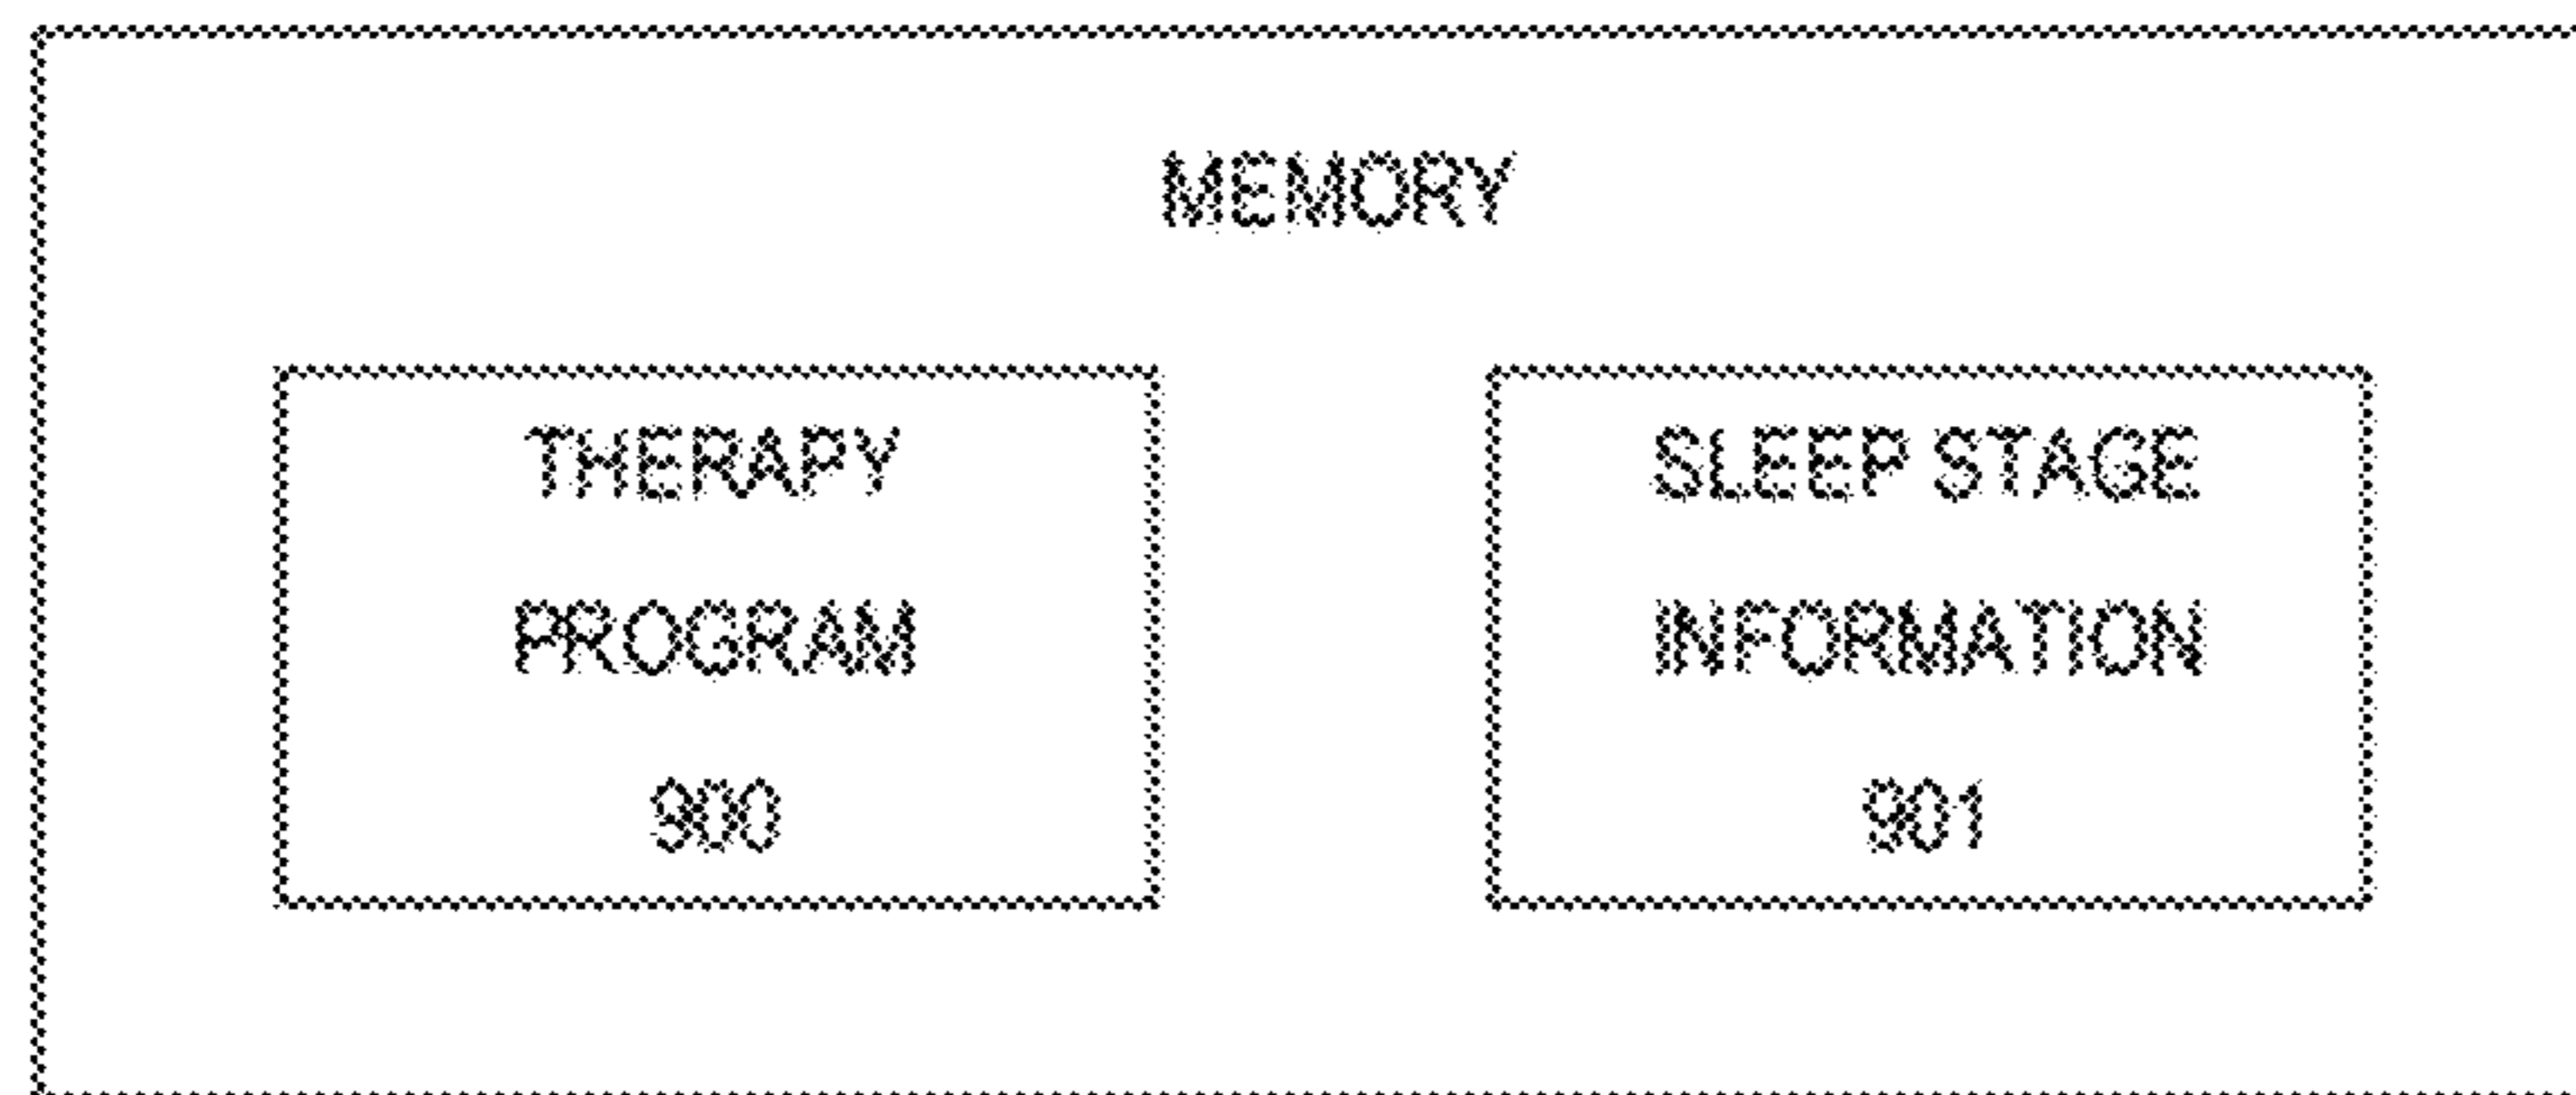 MEMORY
THERAPY
PROGRAM
900
SLEEP STAGE
INFORMATION
901